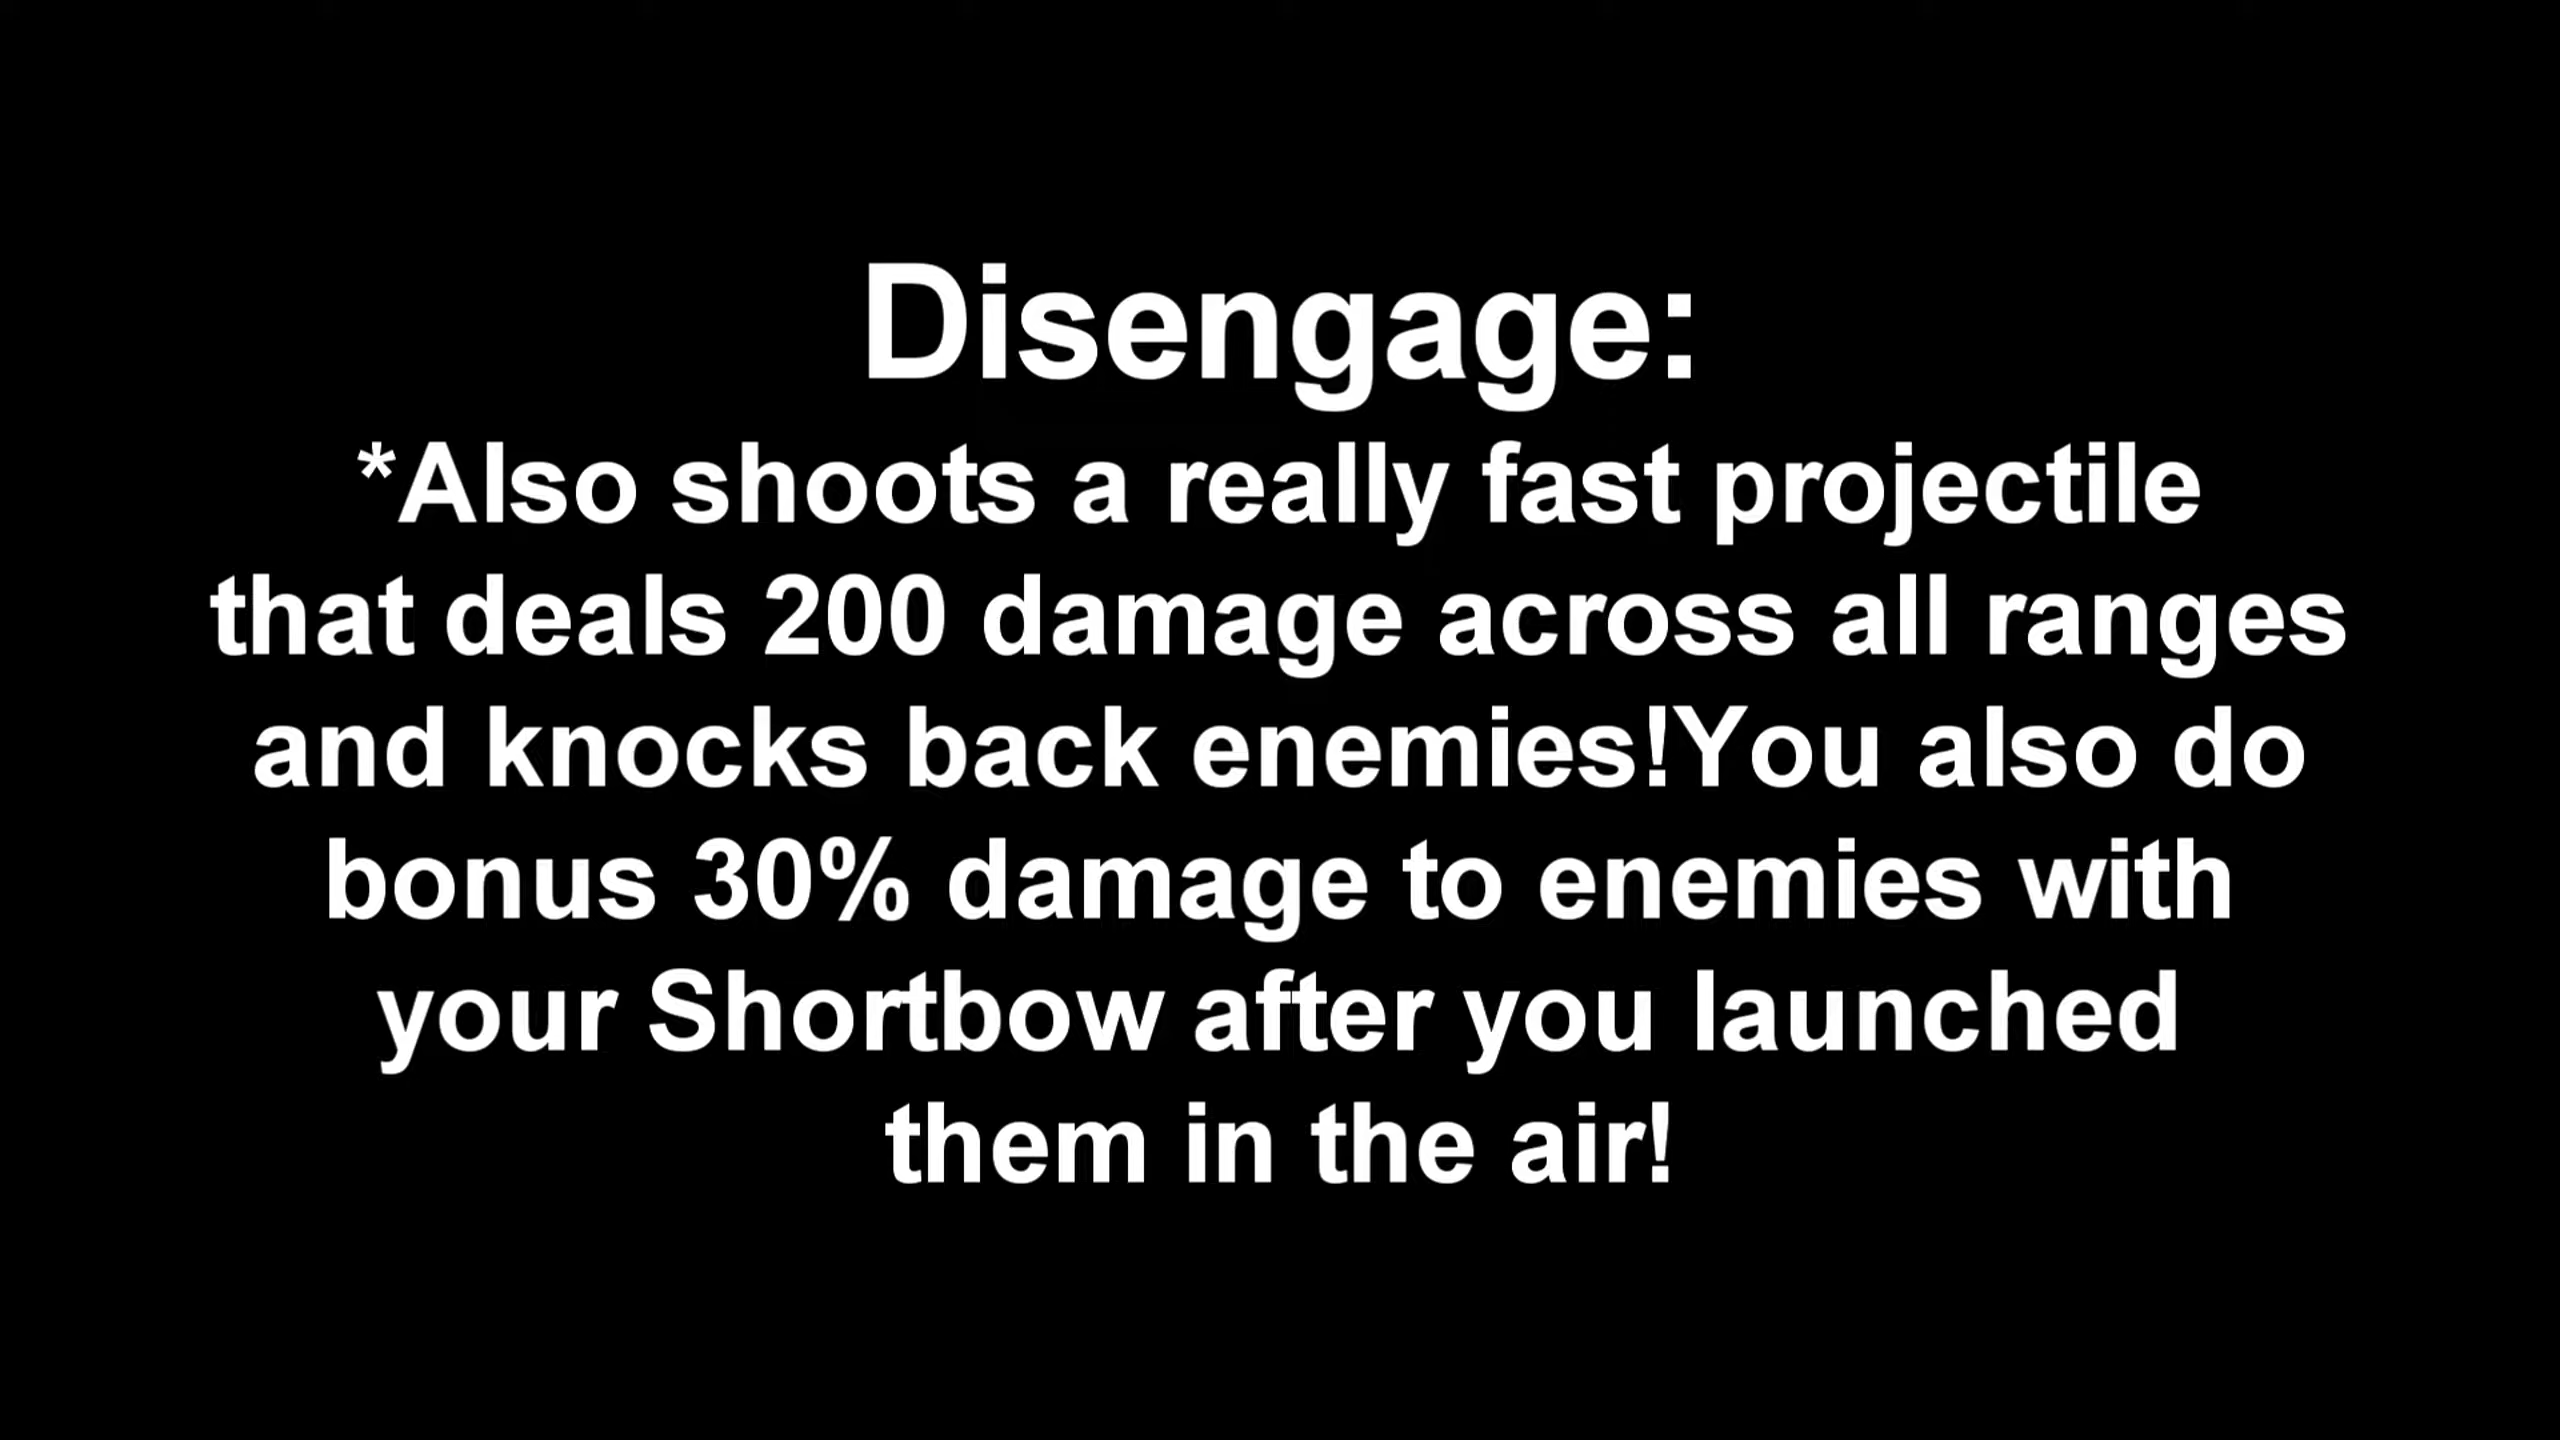 Disengage:
*Also shoots a really fast projectile
that deals 200 damage across all ranges
and knocks back enemies!You also do
bonus 30% damage to enemies with
your Shortbow after you launched
them in the air!